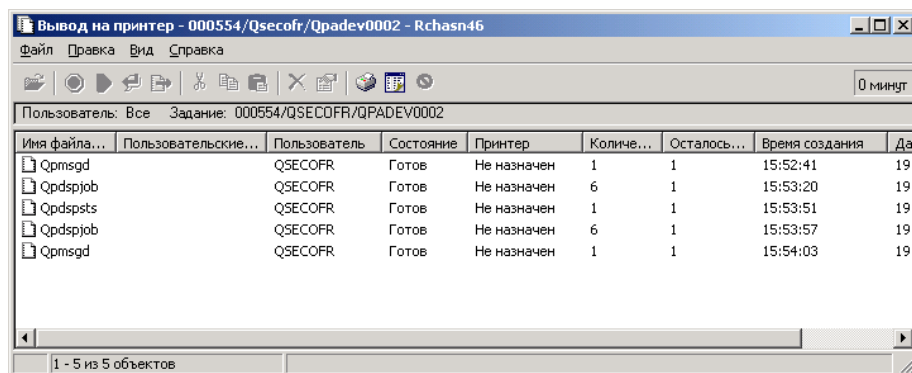 Вывод на принтер - 000554/Qsecofr/Qpadev0002 - Rchasn46
Файл Правка Вид Справка
0 минут
Пользователь: Все Задание: 000554/QSECOFR/QPADEV0002
Имя файла... Пользовательские... Пользователь Состояние Принтер Количе... Осталось... Время создания Да
Qpmsgd QSECOFR Готов Не назначен 1 1 15:52:41 19
Qpdspjob QSECOFR Готов Не назначен 6 1 15:53:20 19
Qpdspsts QSECOFR Готов Не назначен 1 1 15:53:51 19
Qpdspjob QSECOFR Готов Не назначен 6 1 15:53:57 19
Qpmsgd QSECOFR Готов Не назначен 1 1 15:54:03 19
1 - 5 из 5 объектов